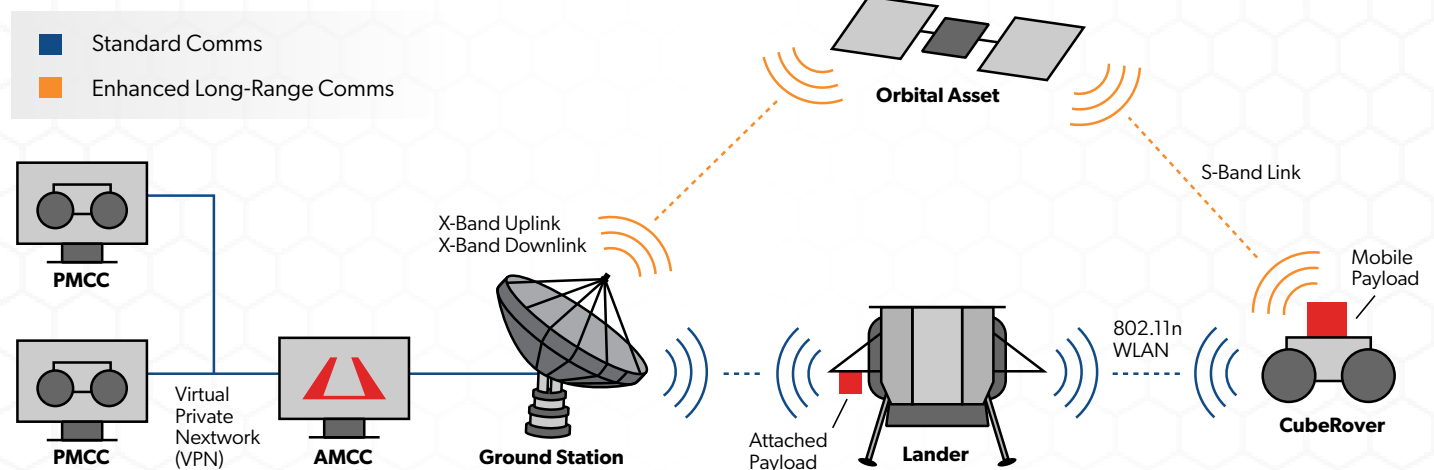 Standard Comms
Enhanced Long-Range Comms
Orbital Asset
S-Band Link
X-Band Uplink
X-Band Downlink
PMCC
Mobile
Payload
802.11n
WLAN
Virtual
Private
Nextwork
(VPN)
PMCC
AMCC
Ground Station
Attached
Payload
Lander
CubeRover